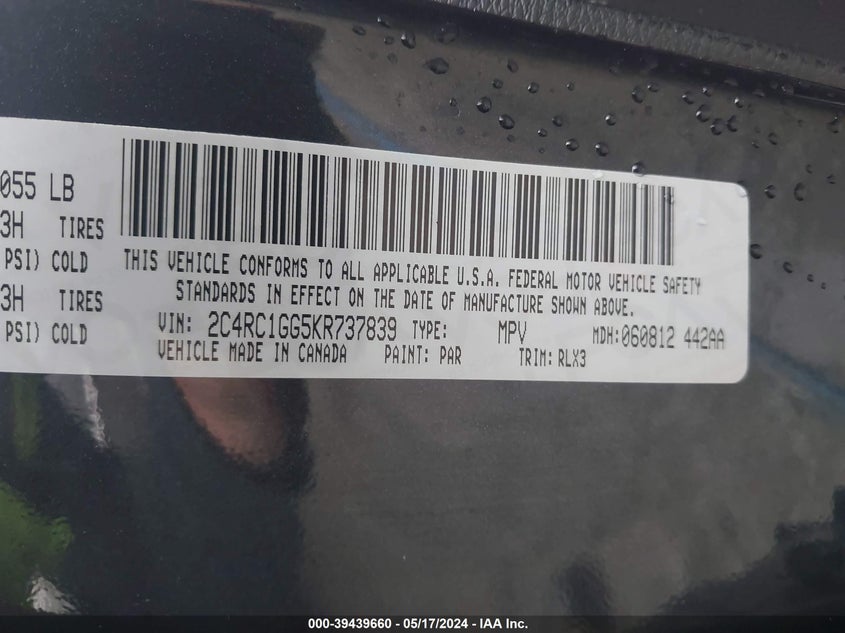 055 LB
3H TIRES
PSI) COLD
3H TIRES
PSI) COLD
THIS VEHICLE CONFORMS TO ALL APPLICABLE U.S.A. FEDERAL MOTOR VEHICLE SAFETY
STANDARDS IN EFFECT ON THE DATE OF MANUFACTURE SHOWN ABOVE.
VIN: 2C4RC1GG5KR737839 TYPE: MPV MDH:060812 442AA
VEHICLE MADE IN CANADA PAINT: PAR TRIM: RLX3
000-39439660 - 05/17/2024 - IAA Inc.